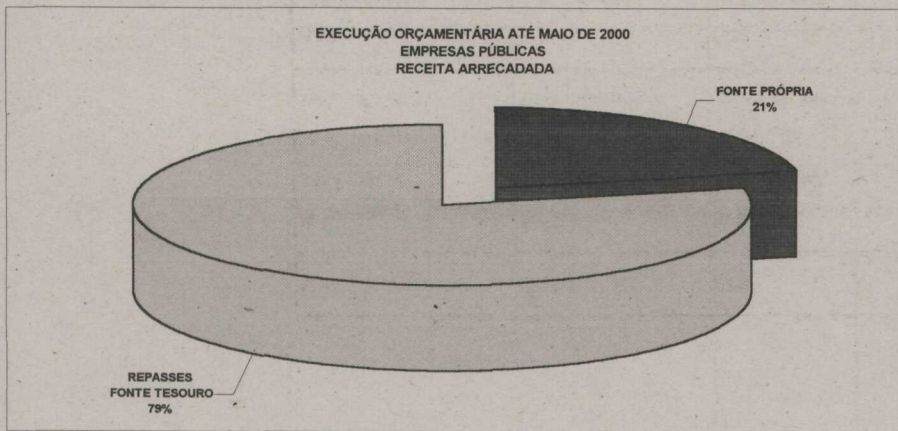 EXECUÇÃO ORÇAMENTÁRIA ATÉ MAIO DE 2000
EMPRESAS PÚBLICAS
RECEITA ARRECADADA
FONTE PRÓPRIA
21%
REPASSES
FONTE TESOURO
79%